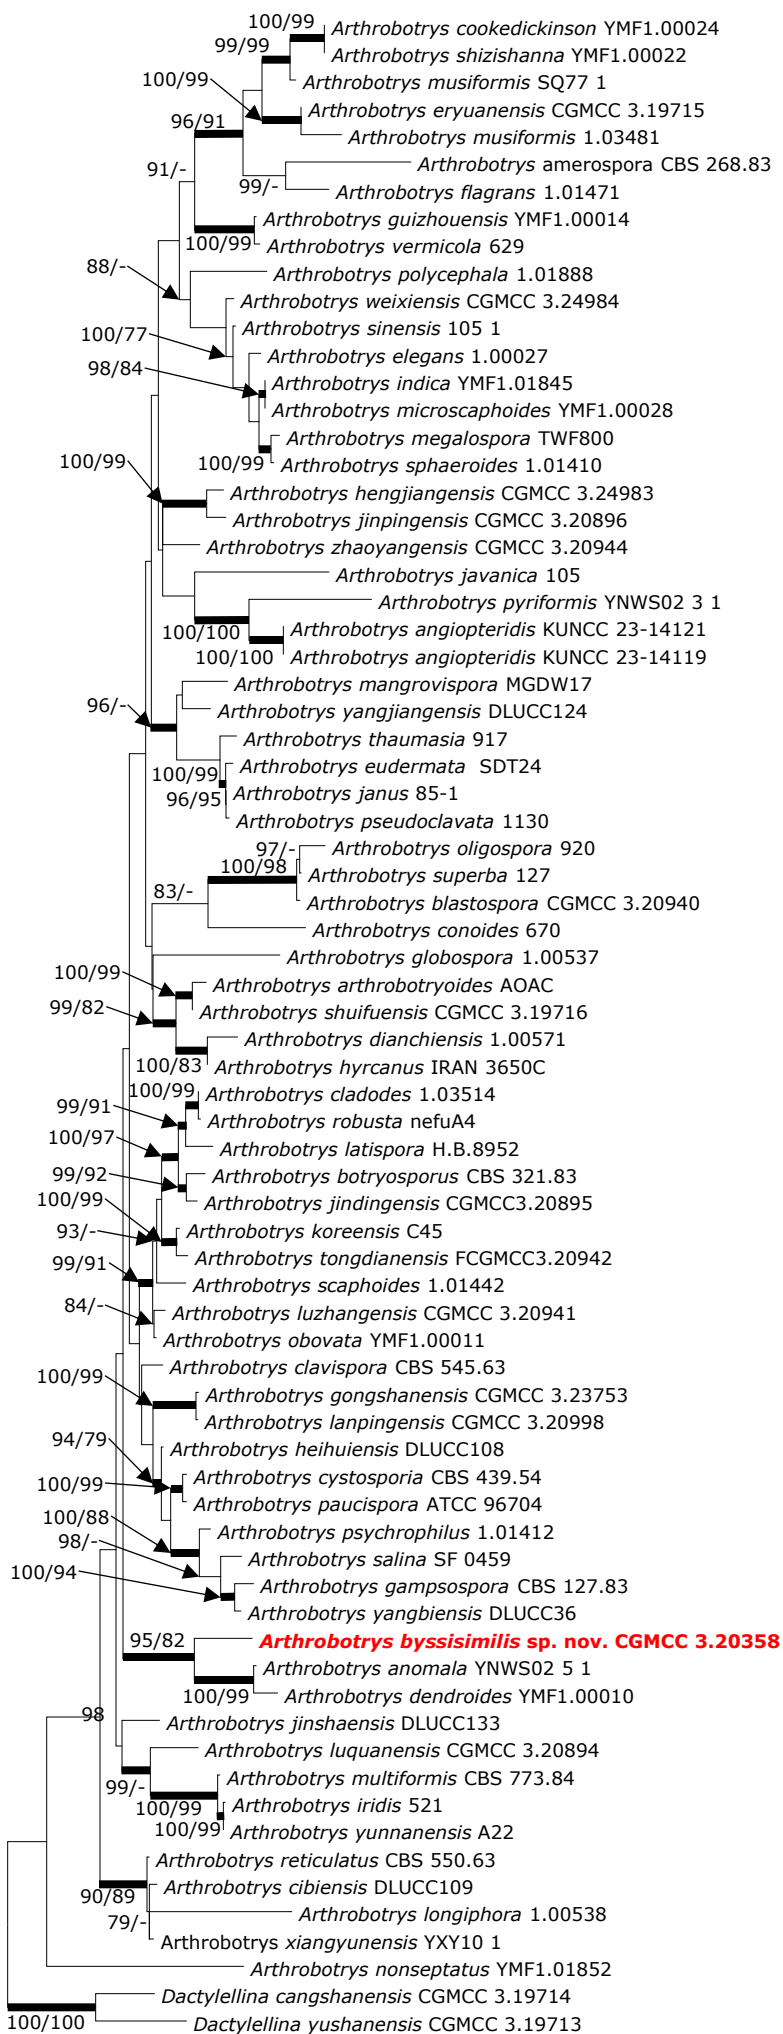 100/99
Arthrobotrys cookedickinson YMF1.00024
99/99
Arthrobotrys shizishanna YMF1.00022
Arthrobotrys musiformis SQ77 1
100/99
Arthrobotrys eryuanensis CGMCC 3.19715
96/91
Arthrobotrys musiformis 1.03481
91/-
Arthrobotrys amerospora CBS 268.83
99/-
Arthrobotrys flagrans 1.01471
Arthrobotrys guizhouensis YMF1.00014
100/99
Arthrobotrys vermicola 629
88/-
Arthrobotrys polycephala 1.01888
Arthrobotrys weixiensis CGMCC 3.24984
100/77
Arthrobotrys sinensis 105 1
Arthrobotrys elegans 1.00027
98/84
Arthrobotrys indica YMF1.01845
Arthrobotrys microscaphoides YMF1.00028
Arthrobotrys megalospora TWF800
100/99
100/99
Arthrobotrys sphaeroides 1.01410
Arthrobotrys hengjiangensis CGMCC 3.24983
Arthrobotrys jinpingensis CGMCC 3.20896
Arthrobotrys zhaoyangensis CGMCC 3.20944
Arthrobotrys javanica 105
Arthrobotrys pyriformis YNWS02 3 1
100/100
Arthrobotrys angiopteridis KUNCC 23-14121
100/100
Arthrobotrys angiopteridis KUNCC 23-14119
Arthrobotrys mangrovispora MGDW17
96/-
Arthrobotrys yangjiangensis DLUCC124
Arthrobotrys thaumasia 917
100/99
Arthrobotrys eudermata SDT24
96/95
Arthrobotrys janus 85-1
Arthrobotrys pseudoclavata 1130
97/-
Arthrobotrys oligospora 920
100/98
Arthrobotrys superba 127
83/-
Arthrobotrys blastospora CGMCC 3.20940
Arthrobotrys conoides 670
Arthrobotrys globospora 1.00537
100/99
Arthrobotrys arthrobotryoides AOAC
99/82
Arthrobotrys shuifuensis CGMCC 3.19716
Arthrobotrys dianchiensis 1.00571
100/83
Arthrobotrys hyrcanus IRAN 3650C
100/99
Arthrobotrys cladodes 1.03514
99/91
Arthrobotrys robusta nefuA4
100/97
Arthrobotrys latispora H.B.8952
99/92
Arthrobotrys botryosporus CBS 321.83
100/99
Arthrobotrys jindingensis CGMCC3.20895
93/-
Arthrobotrys koreensis C45
99/91
Arthrobotrys tongdianensis FCGMCC3.20942
Arthrobotrys scaphoides 1.01442
84/-
Arthrobotrys luzhangensis CGMCC 3.20941
Arthrobotrys obovata YMF1.00011
100/99
Arthrobotrys clavispora CBS 545.63
Arthrobotrys gongshanensis CGMCC 3.23753
Arthrobotrys lanpingensis CGMCC 3.20998
94/79
Arthrobotrys heihuiensis DLUCC108
100/99
Arthrobotrys cystosporia CBS 439.54
Arthrobotrys paucispora ATCC 96704
100/88
Arthrobotrys psychrophilus 1.01412
98/-
Arthrobotrys salina SF 0459
100/94
Arthrobotrys gampsospora CBS 127.83
Arthrobotrys yangbiensis DLUCC36
95/82
Arthrobotrys byssisimilis sp. nov. CGMCC 3.20358
Arthrobotrys anomala YNWS02 5 1
100/99
Arthrobotrys dendroides YMF1.00010
98
Arthrobotrys jinshaensis DLUCC133
Arthrobotrys luquanensis CGMCC 3.20894
99/-
Arthrobotrys multiformis CBS 773.84
100/99
Arthrobotrys iridis 521
100/99
Arthrobotrys yunnanensis A22
Arthrobotrys reticulatus CBS 550.63
90/89
Arthrobotrys cibiensis DLUCC109
79/-
Arthrobotrys longiphora 1.00538
Arthrobotrys xiangyunensis YXY10 1
Arthrobotrys nonseptatus YMF1.01852
Dactylellina cangshanensis CGMCC 3.19714
100/100
Dactylellina yushanensis CGMCC 3.19713